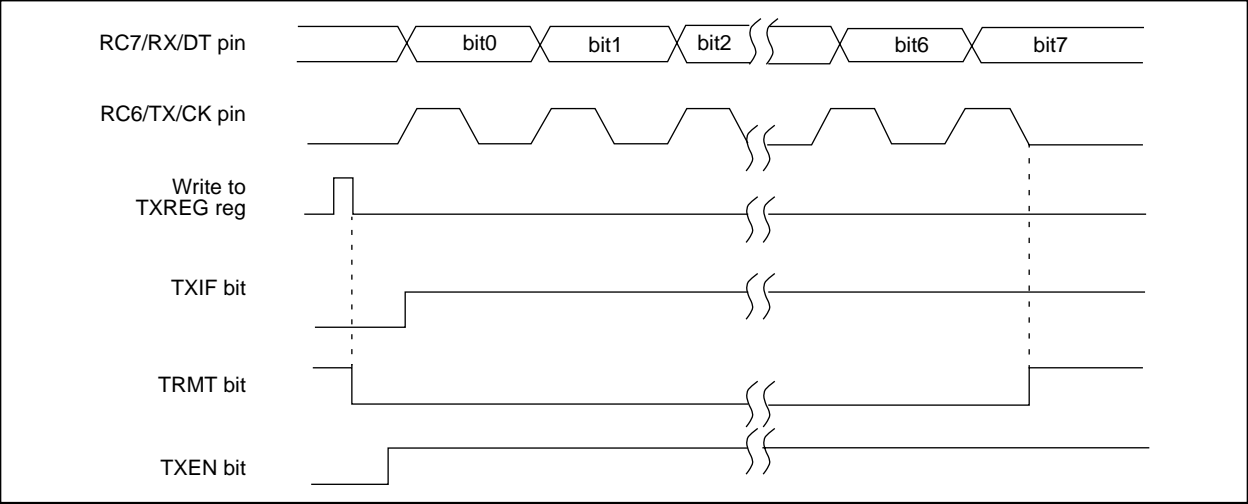 RC7/RX/DT pin
bit0 bit1 bit2 bit6 bit7
RC6/TX/CK pin
Write to
TXREG reg
TXIF bit
TRMT bit
TXEN bit